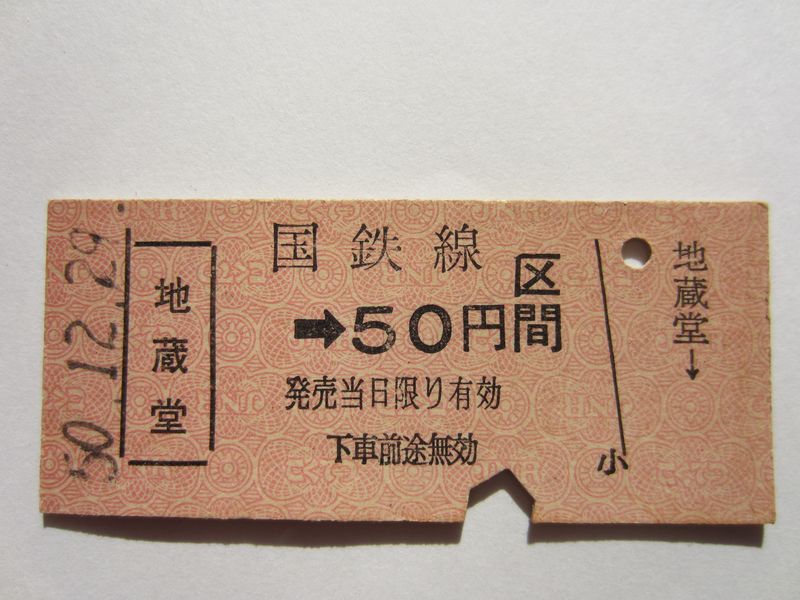 50.12.29.
地蔵堂
国鉄線
➡50円区間
発売当日限り有効
下車前途無効
小
地蔵堂→